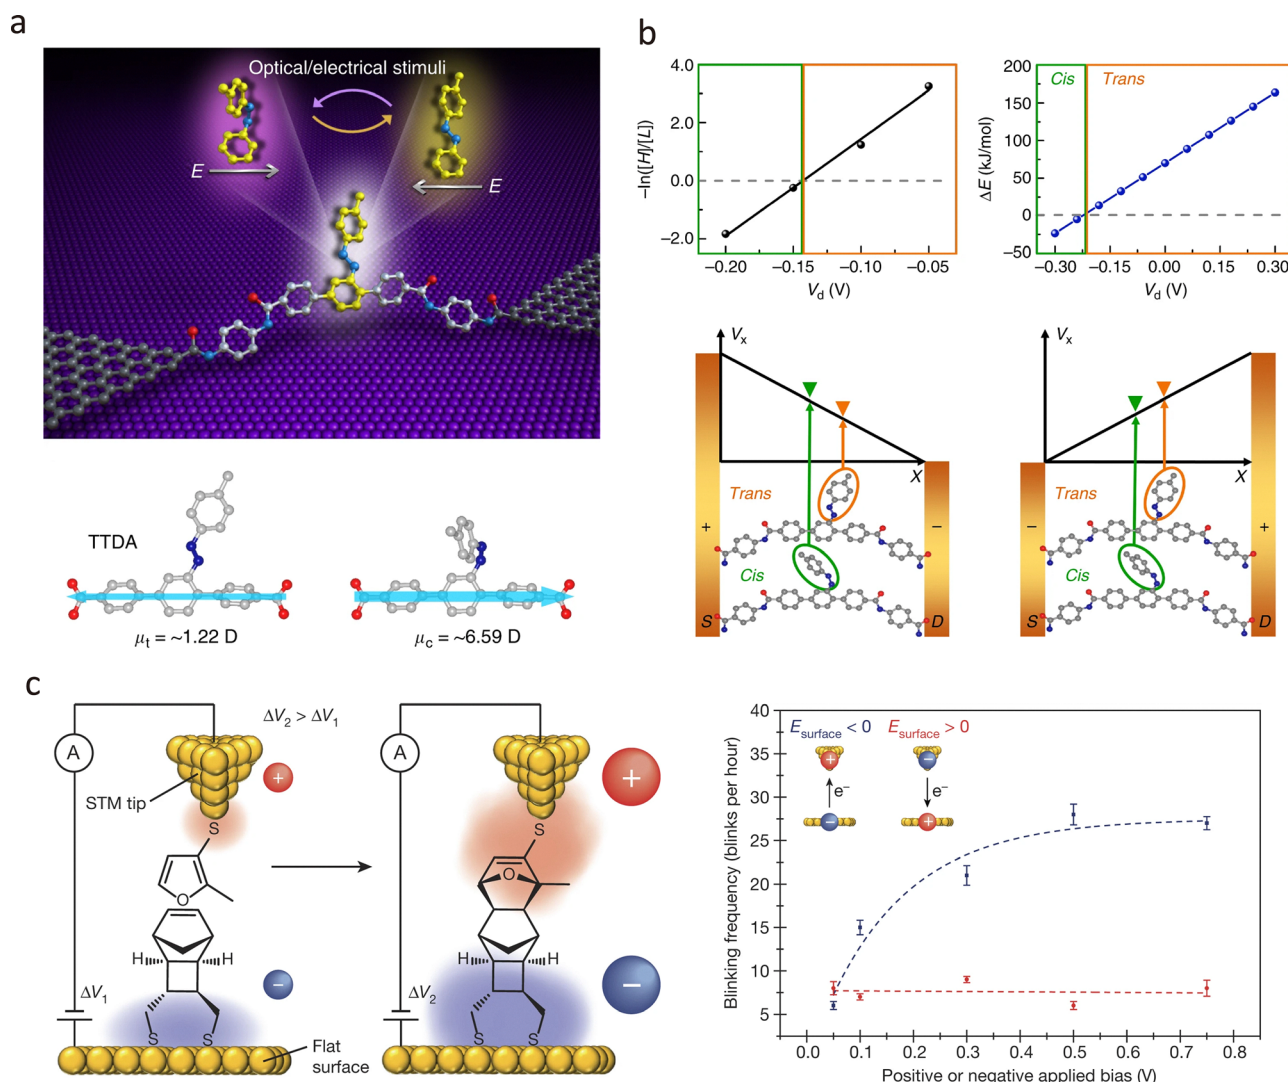 a
Optical/electrical stimuli
E
E
TTDA
μt = ~1.22 D
μc = ~6.59 D
b
4.0
2.0
0.0
−2.0
−ln([H]/[L])
−0.20
−0.15
−0.10
−0.05
Vd (V)
Cis
Trans
200
150
100
50
0
−50
ΔE (kJ/mol)
−0.30
−0.15
0.00
0.15
0.30
Vd (V)
Vx
X
Trans
+
−
Cis
S
D
Vx
X
Trans
−
+
Cis
S
D
c
ΔV2 > ΔV1
A
STM tip
+
S
O
H
H
−
ΔV1
S
S
Flat
surface
A
+
S
O
H
H
−
ΔV2
S
S
40
35
30
25
20
15
10
5
Blinking frequency (blinks per hour)
Esurface < 0
Esurface > 0
+
−
e−
e−
−
+
0.0
0.1
0.2
0.3
0.4
0.5
0.6
0.7
0.8
Positive or negative applied bias (V)